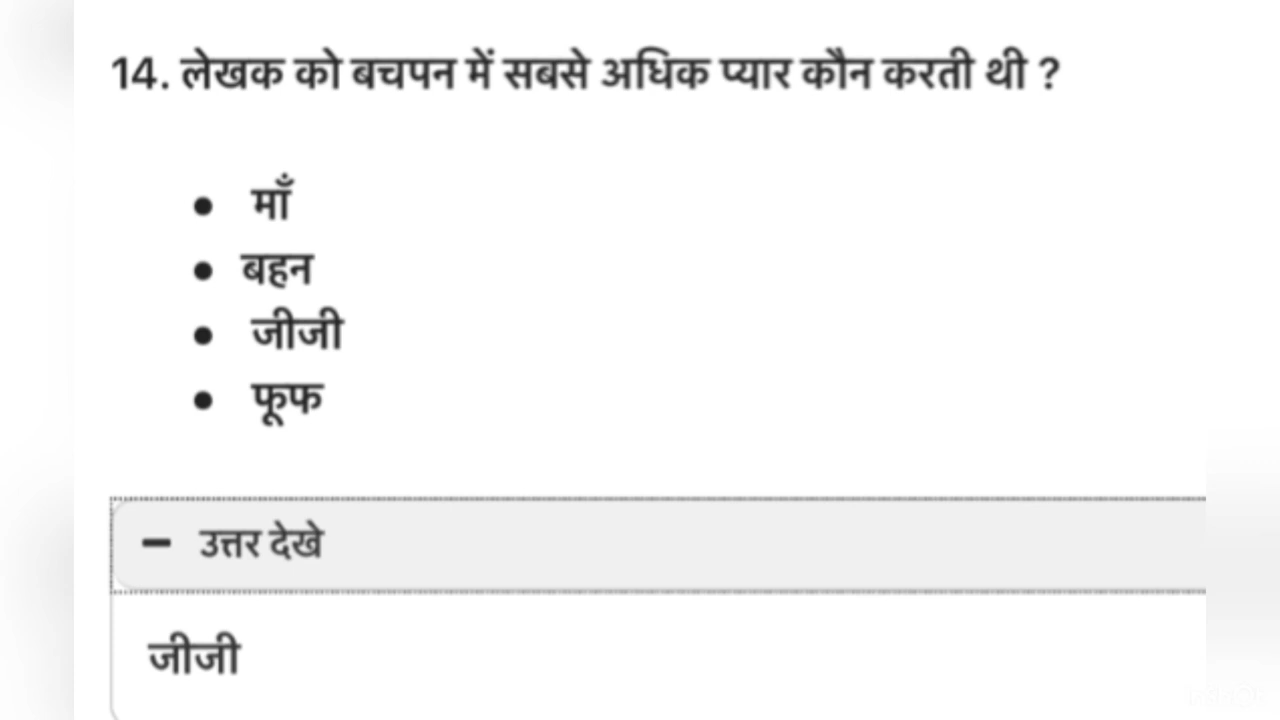 14. लेखक को बचपन में सबसे अधिक प्यार कौन करती थी ?
माँ
बहन
जीजी
फूफ
उत्तर देखे
जीजी